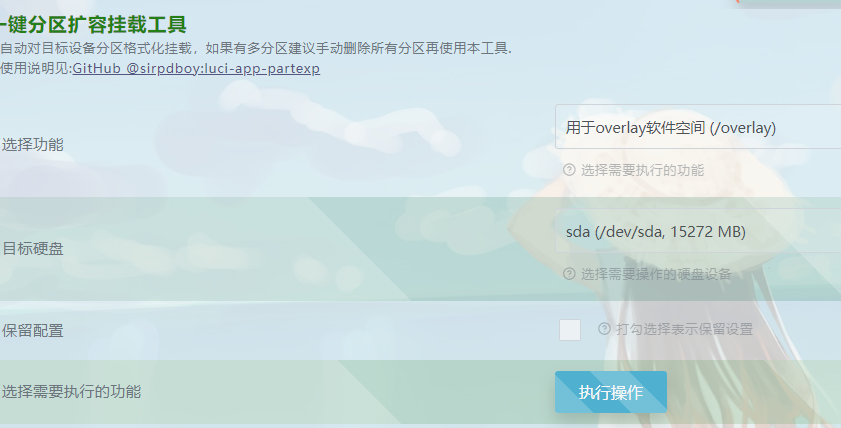 一键分区扩容挂载工具
自动对目标设备分区格式化挂载，如果有多分区建议手动删除所有分区再使用本工具.
使用说明见:GitHub @sirpdboy:luci-app-partexp
选择功能
用于overlay软件空间 (/overlay)
选择需要执行的功能
目标硬盘
sda (/dev/sda, 15272 MB)
选择需要操作的硬盘设备
保留配置
打勾选择表示保留设置
选择需要执行的功能
执行操作